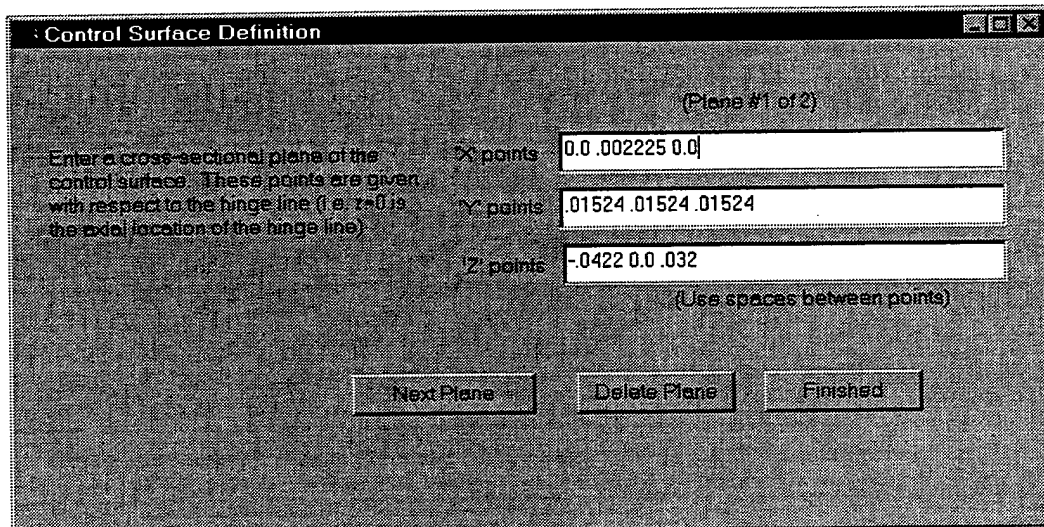 Control Surface Definition
(Plane #1 of 2)
Enter a cross-sectional plane of the
control surface. These points are given
with respect to the hinge line (i.e. z=0 is
the axial location of the hinge line)
'X' points
0.0 .002225 0.0
'Y' points
.01524 .01524 .01524
'Z' points
-.0422 0.0 .032
(Use spaces between points)
Next Plane
Delete Plane
Finished